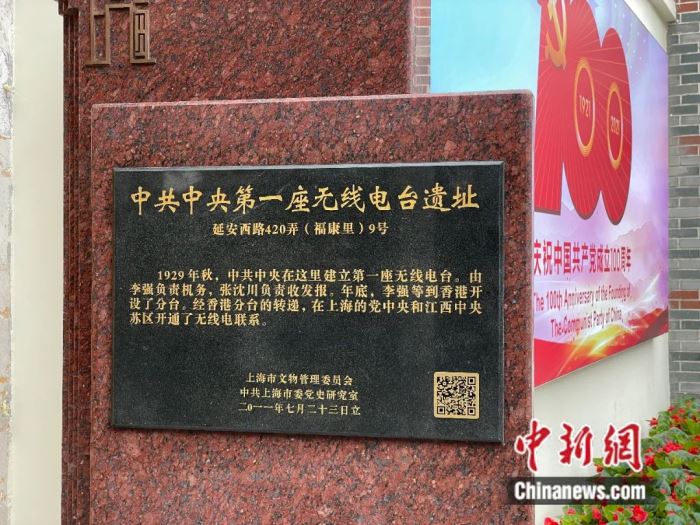 中共中央第一座无线电台遗址
延安西路420弄（福康里）9号
1929年秋，中共中央在这里建立第一座无线电台。由
李强负责机务，张沈川负责收发报。年底，李强等到香港开
设了分台。经香港分台的转递，在上海的党中央和江西中央
苏区开通了无线电联系。
上海市文物管理委员会
中共上海市委党史研究室
二〇一一年七月二十三日立
100
1921
2021
庆祝中国共产党成立100周年
The 100th Anniversary of the Founding of
The Communist Party of China
中新网
Chinanews.com